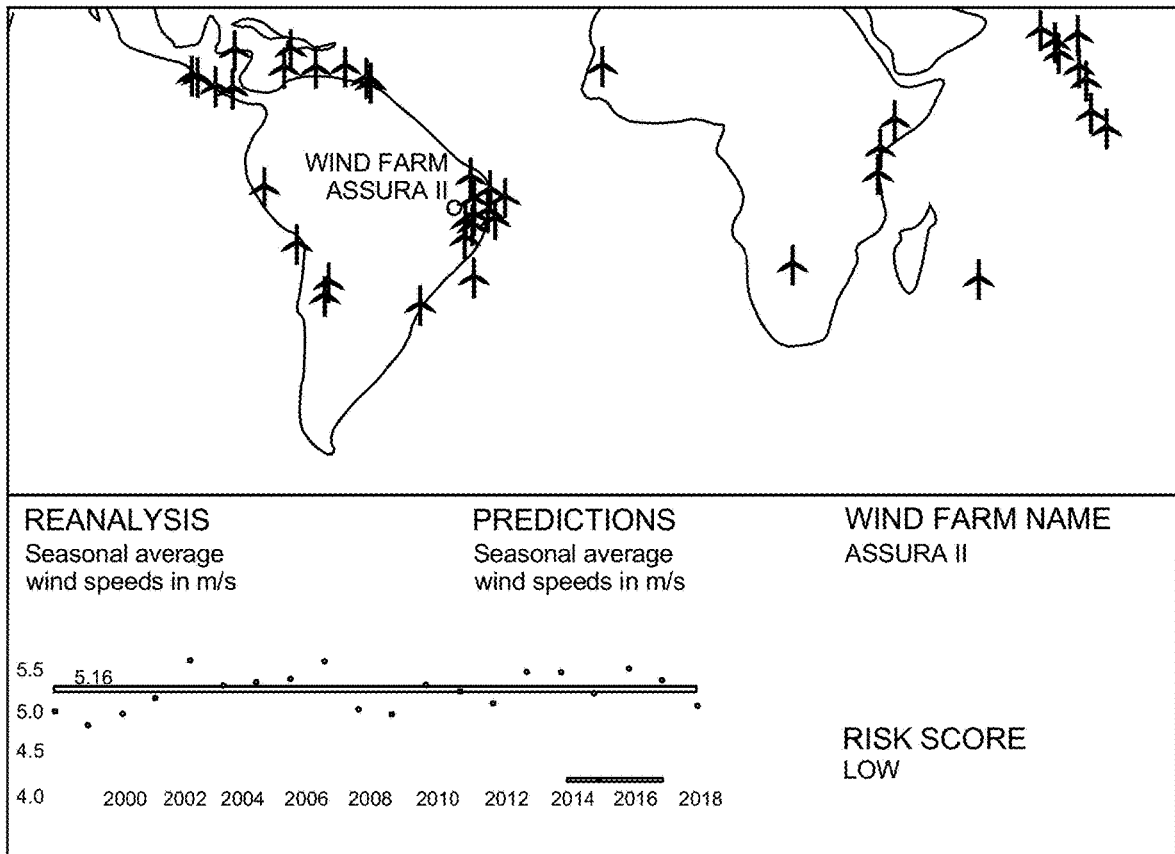 WIND FARM
ASSURA II
REANALYSIS
Seasonal average
wind speeds in m/s
PREDICTIONS
Seasonal average
wind speeds in m/s
WIND FARM NAME
ASSURA II
5.5
5.16
5.0
4.5
4.0
2000 2002 2004 2006 2008 2010 2012 2014 2016 2018
RISK SCORE
LOW